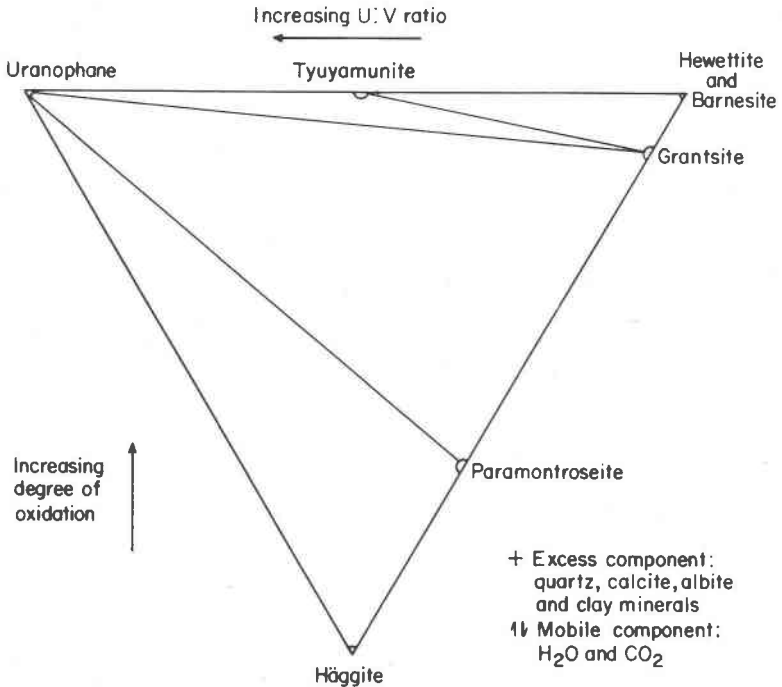 Increasing U:V ratio
Uranophane
Tyuyamunite
Hewettite
and
Barnesite
Grantsite
Paramontroseite
Increasing
degree of
oxidation
+ Excess component:
quartz, calcite, albite
and clay minerals
⥮ Mobile component:
H₂O and CO₂
Häggite